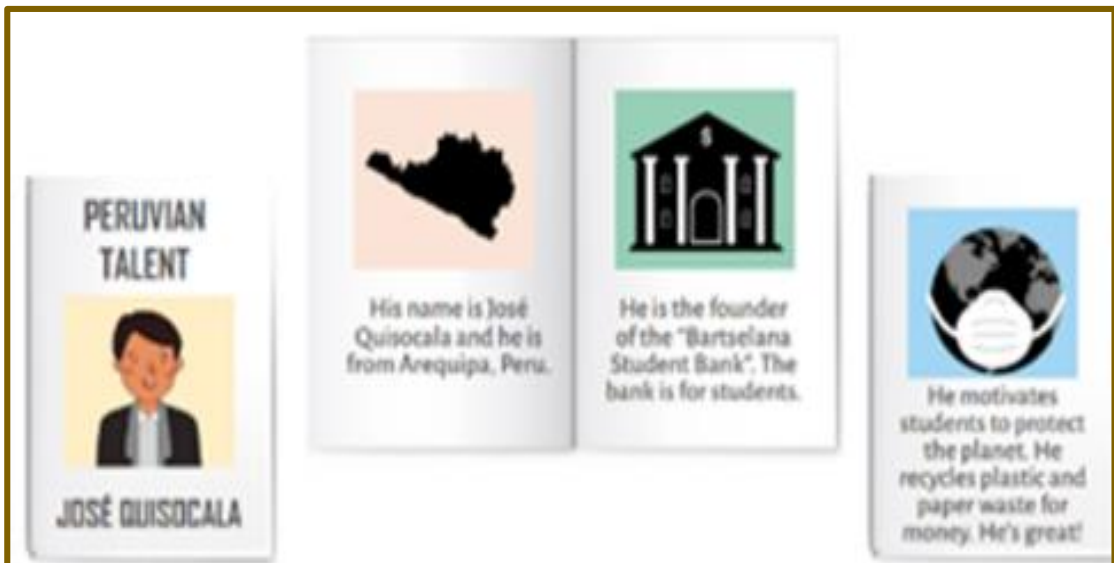 PERUVIAN
TALENT
JOSÉ QUISOCALA
His name is José
Quisocala and he is
from Arequipa, Peru.
$
He is the founder
of the "Bartselana
Student Bank". The
bank is for students.
He motivates
students to protect
the planet. He
recycles plastic and
paper waste for
money. He's great!